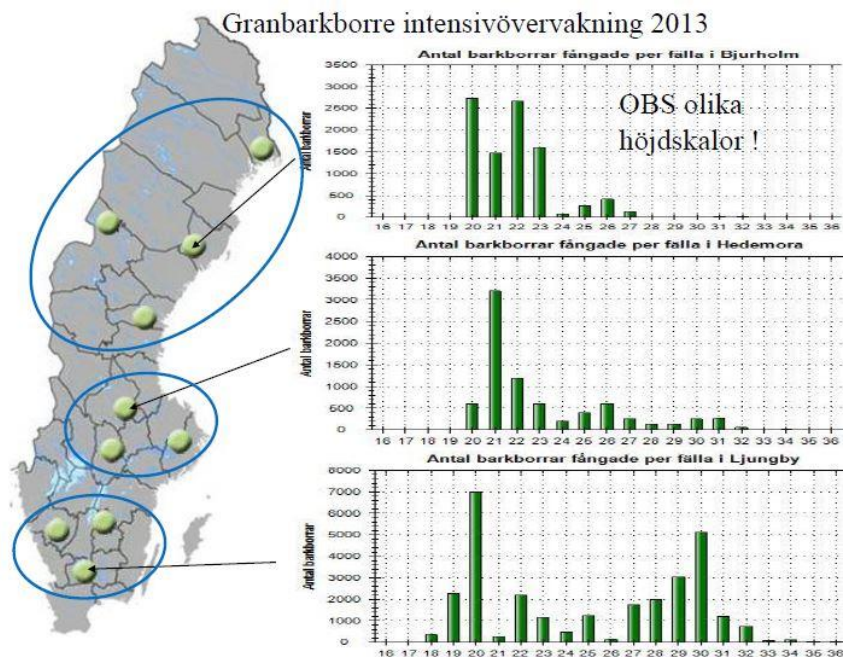 Granbarkborre intensivövervakning 2013
Antal barkborrar fångade per fälla i Bjurholm
3500
3000
2500
1500
1000
500
0
Antal barkborrar
OBS olika
höjdskalor !
16 17 18 19 20 21 22 23 24 25 26 27 28 29 30 31 32 33 34 35 36
Antal barkborrar fångade per fälla i Hedemora
4000
3500
3000
2500
2000
1500
1000
500
0
Antal barkborrar
16 17 18 19 20 21 22 23 24 25 26 27 28 29 30 31 32 33 34 35 36
Antal barkborrar fångade per fälla i Ljungby
8000
7000
6000
5000
4000
3000
2000
1000
0
Antal barkborrar
16 17 18 19 20 21 22 23 24 25 26 27 28 29 30 31 32 33 34 35 36